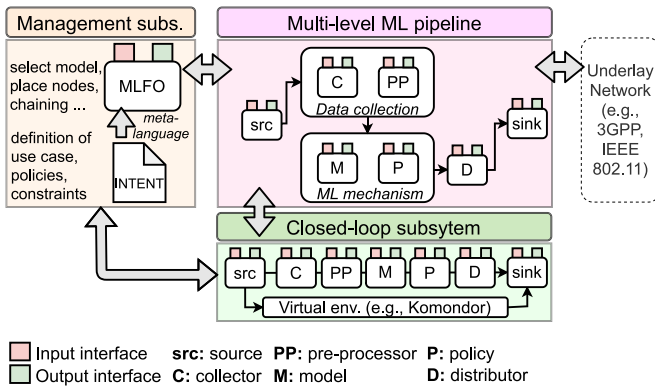 Management subs.
Multi-level ML pipeline
select model,
place nodes,
chaining ...
MLFO
meta-
language
definition of
use case,
policies,
constraints
INTENT
C
PP
Data collection
src
M
P
ML mechanism
D
sink
Underlay
Network
(e.g.,
3GPP,
IEEE
802.11)
Closed-loop subsytem
src
C
PP
M
P
D
sink
Virtual env. (e.g., Komondor)
Input interface
src: source
PP: pre-processor
P: policy
Output interface
C: collector
M: model
D: distributor